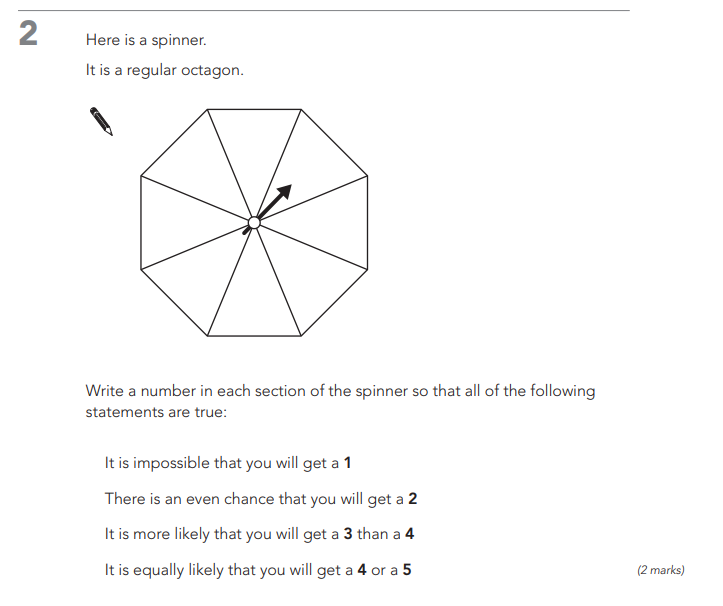 2
Here is a spinner.
It is a regular octagon.
Write a number in each section of the spinner so that all of the following
statements are true:
It is impossible that you will get a 1
There is an even chance that you will get a 2
It is more likely that you will get a 3 than a 4
It is equally likely that you will get a 4 or a 5
(2 marks)